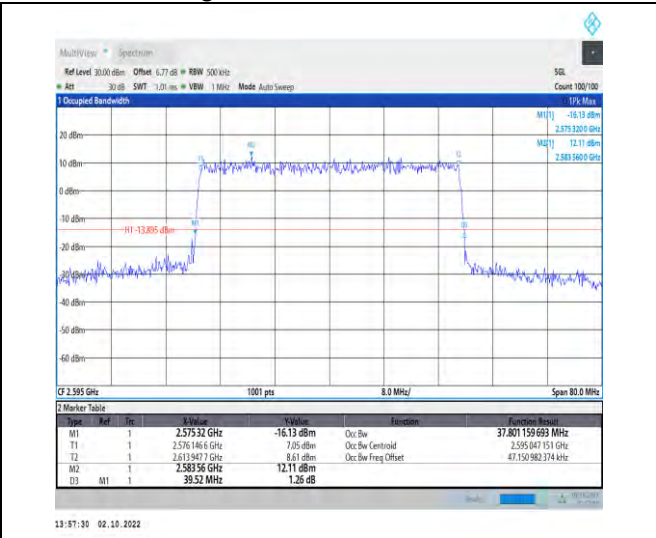 MultiView Spectrum
Ref Level 30.00 dBm Offset 6.77 dB RBW 500 kHz SGL
Att 30 dB SWT 1.01 ms VBW 1 MHz Mode Auto Sweep Count 100/100
1 Occupied Bandwidth 1Pk Max
M1[1] -16.13 dBm
2.575 3200 GHz
M2[1] 12.11 dBm
2.583 5600 GHz
20 dBm
M2
T1
T2
10 dBm
0 dBm
-10 dBm
H1 -13.895 dBm
M1
D3
-20 dBm
-30 dBm
-40 dBm
-50 dBm
-60 dBm
CF 2.595 GHz 1001 pts 8.0 MHz/ Span 80.0 MHz
2 Marker Table
Type Ref Trc X-Value Y-Value Function Function Result
M1 1 2.575 32 GHz -16.13 dBm Occ Bw 37.801 159 693 MHz
T1 1 2.576 146 6 GHz 7.05 dBm Occ Bw Centroid 2.595 047 151 GHz
T2 1 2.613 947 7 GHz 8.61 dBm Occ Bw Freq Offset 47.150 982 374 kHz
M2 1 2.583 56 GHz 12.11 dBm
D3 M1 1 39.52 MHz 1.26 dB
13:57:30 02.10.2022